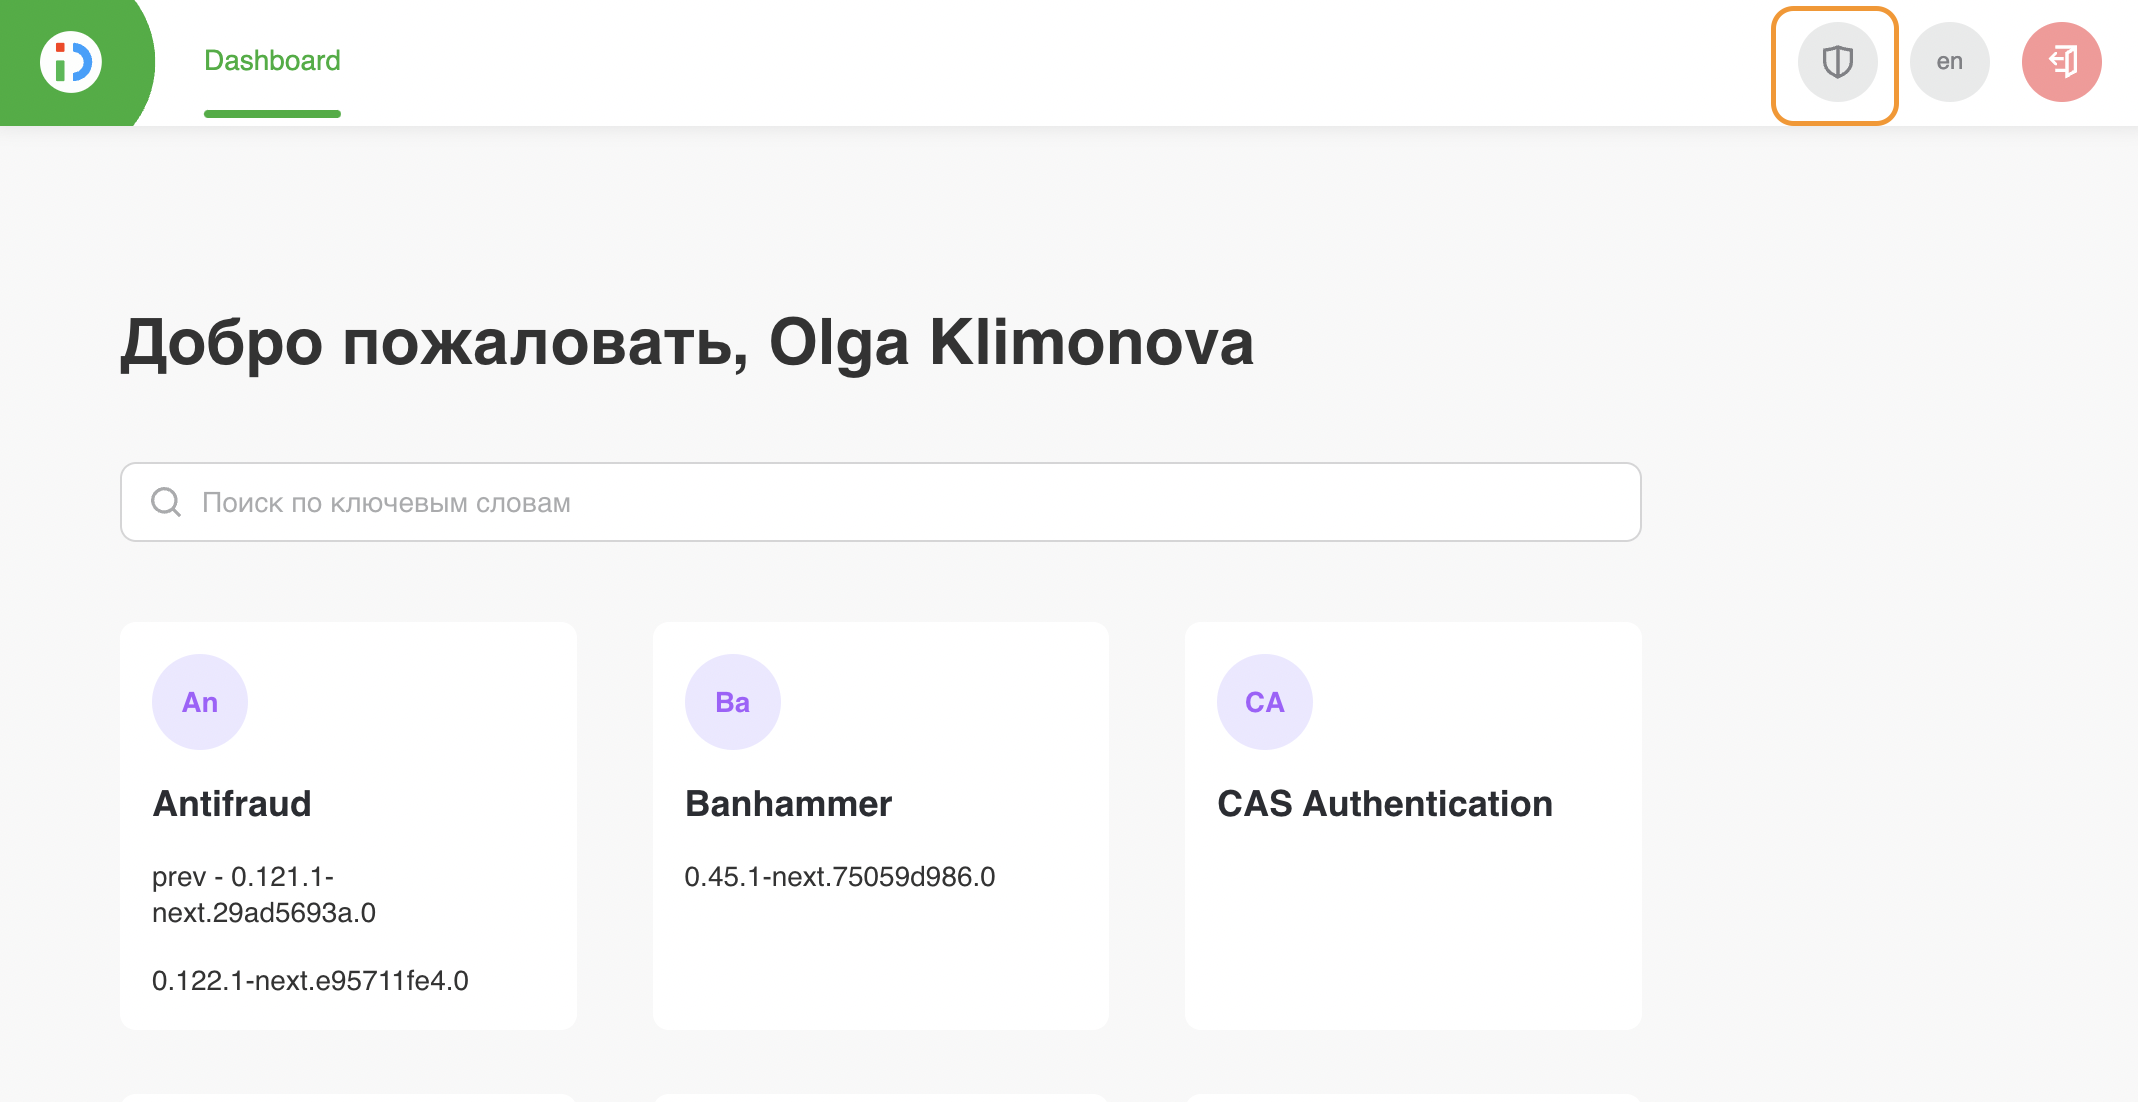 Dashboard
en
Добро пожаловать, Olga Klimonova
Поиск по ключевым словам
An
Ba
CA
Antifraud
Banhammer
CAS Authentication
prev - 0.121.1-
next.29ad5693a.0
0.45.1-next.75059d986.0
0.122.1-next.e95711fe4.0